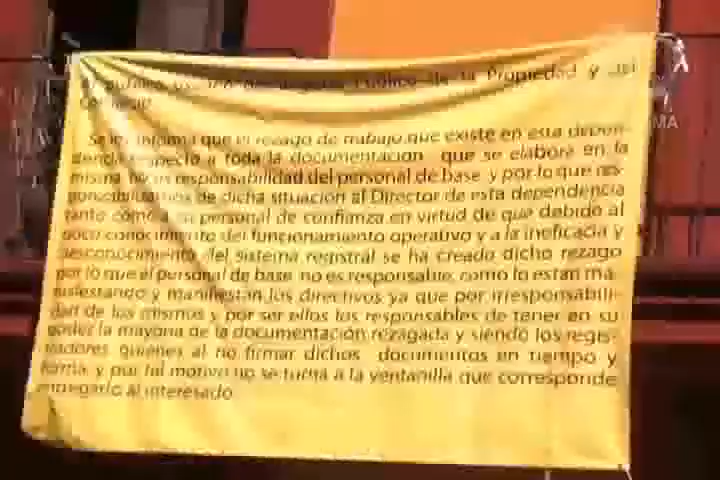 Público de la Propiedad y del
Se les informa que el rezago de trabajo que existe en esta depen-
dencia respecto a toda la documentación que se elabora en la
misma no es responsabilidad del personal de base y por lo que res-
ponsabilizamos de dicha situación al Director de esta dependencia
tanto como a su personal de confianza en virtud de que debido al
poco conocimiento del funcionamiento operativo y a la ineficacia y
desconocimiento del sistema registral se ha creado dicho rezago
por lo que el personal de base no es responsable, como lo están ma-
nifestando y manifiestan los directivos ya que por irresponsabili-
dad de los mismos y por ser ellos los responsables de tener en su
poder la mayoría de la documentación rezagada y siendo los regis-
tradores quienes al no firmar dichos documentos en tiempo y
forma, y por tal motivo no se turna a la ventanilla que corresponde
entregarlo al interesado.
MA